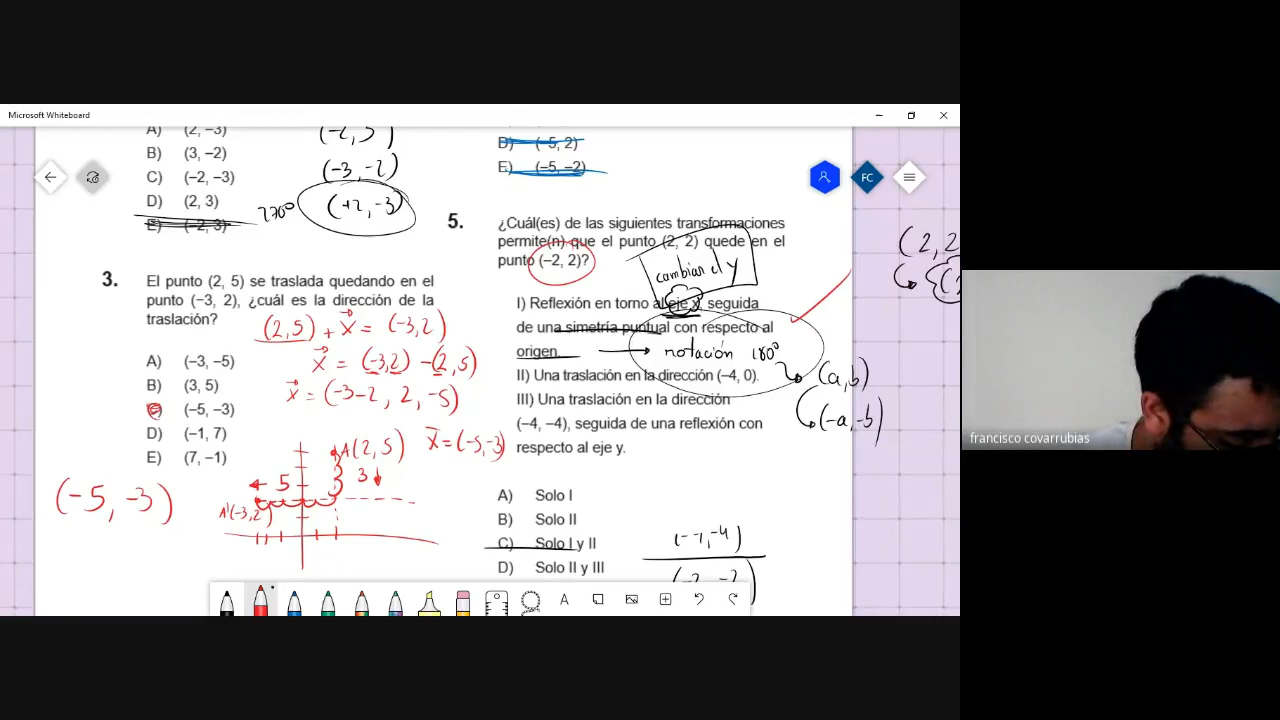 Microsoft Whiteboard
A) (2, −3)
B) (3, −2)
C) (−2, −3)
D) (2, 3)
E) (−2, 3)
(-2, 3)
(-3, -2)
270° (+2, -3)
3. El punto (2, 5) se traslada quedando en el
punto (−3, 2), ¿cuál es la dirección de la
traslación?
(2,5) + x = (-3,2)
x = (-3,2) - (2,5)
x = (-3-2, 2, -5)
x = (-5,-3)
A) (−3, −5)
B) (3, 5)
C) (−5, −3)
D) (−1, 7)
E) (7, −1)
A(2, 5)
5
3
A'(-3,2)
(-5, -3)
D) (−5, 2)
E) (−5, −2)
5. ¿Cuál(es) de las siguientes transformaciones
permite(n) que el punto (2, 2) quede en el
punto (−2, 2)?
cambian el y
I) Reflexión en torno al eje x, seguida
de una simetría puntual con respecto al
origen.
rotación 180°
II) Una traslación en la dirección (−4, 0).
III) Una traslación en la dirección
(−4, −4), seguida de una reflexión con
respecto al eje y.
(a,b)
(-a,-b)
A) Solo I
B) Solo II
C) Solo I y II
D) Solo II y III
(2, 2
FC
francisco covarrubias
A